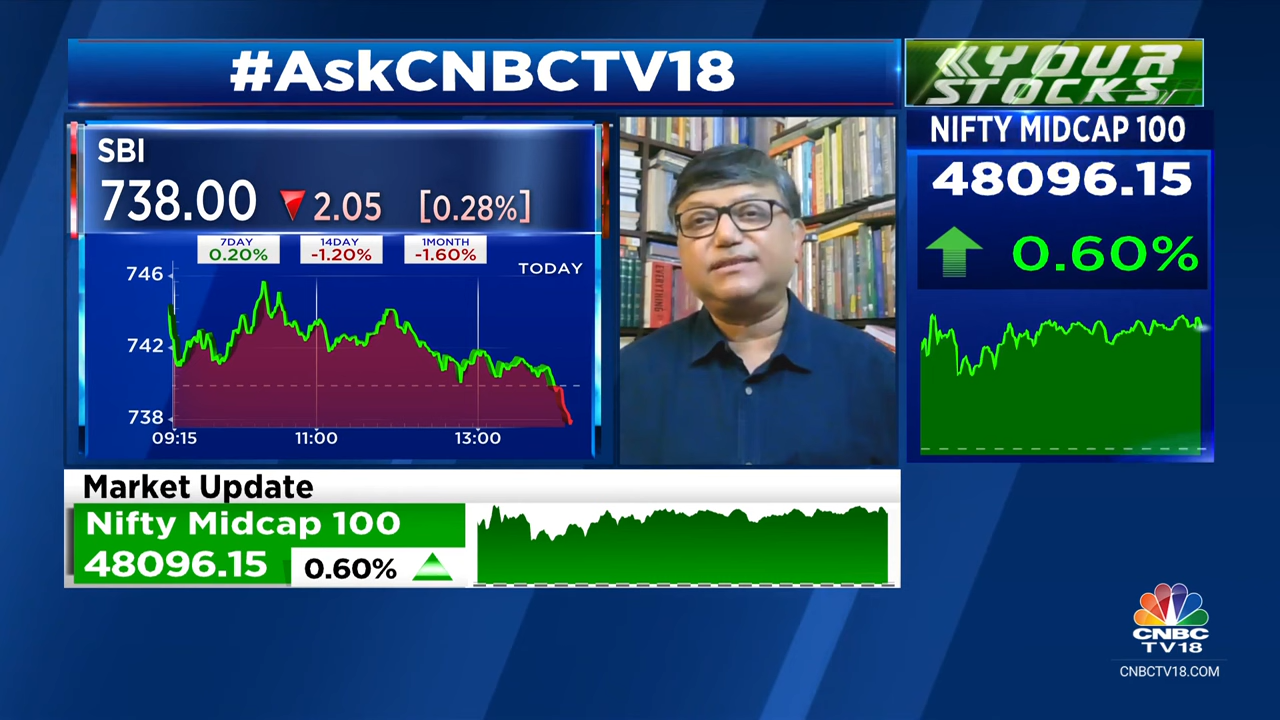 #AskCNBCTV18
YOUR
STOCKS
SBI
738.00 ▼ 2.05 [0.28%]
7DAY
0.20%
14DAY
-1.20%
1MONTH
-1.60%
TODAY
746
742
738
09:15 11:00 13:00
EVERYTHING
NIFTY MIDCAP 100
48096.15
0.60%
Market Update
Nifty Midcap 100
48096.15 0.60%
CNBC
TV18
CNBCTV18.COM